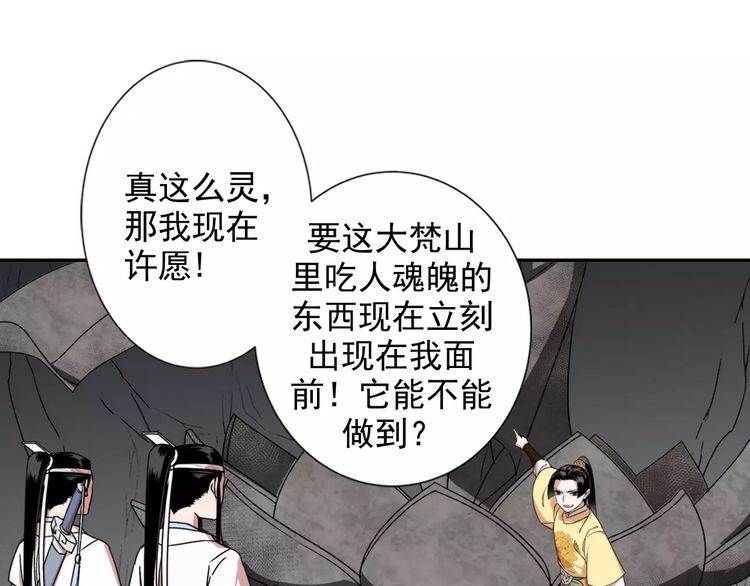 真这么灵，
那我现在
许愿！
要这大梵山
里吃人魂魄的
东西现在立刻
出现在我面
前！它能不能
做到？